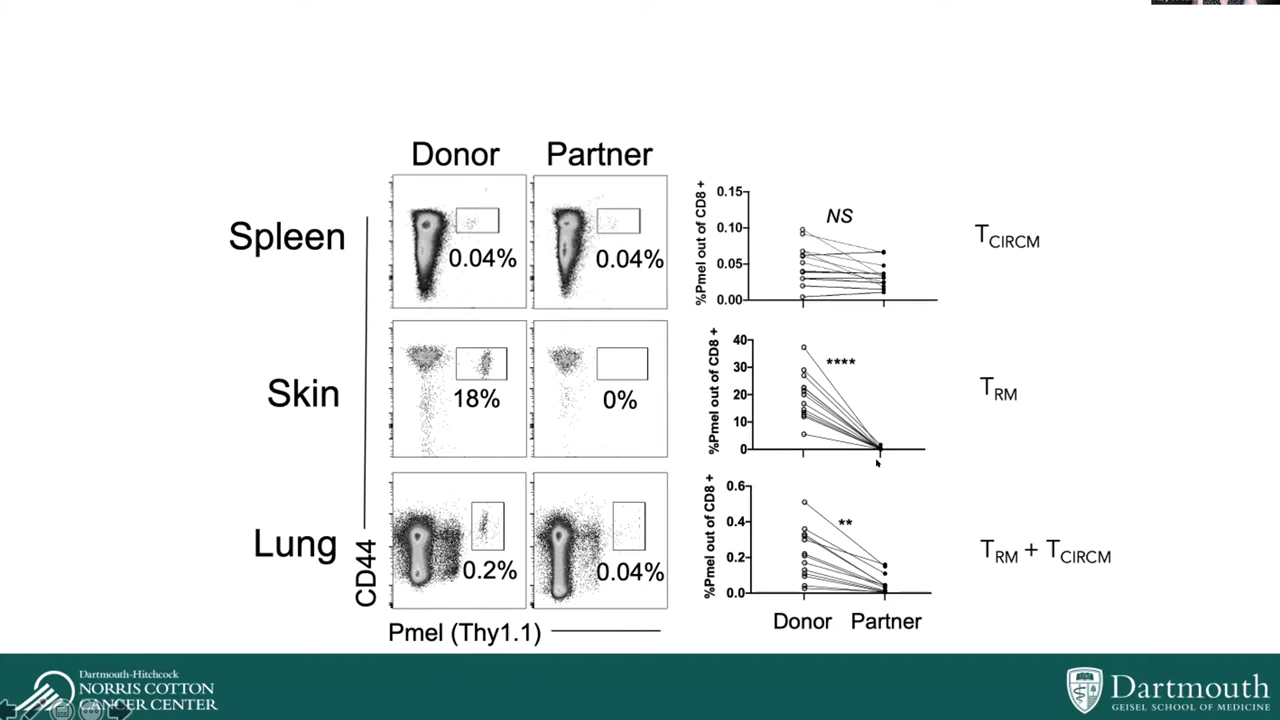 Donor Partner
Spleen
0.04% 0.04%
%Pmel out of CD8 +
0.15
0.10
0.05
0.00
NS
TCIRCM
Skin
18% 0%
%Pmel out of CD8 +
40
30
20
10
0
****
TRM
Lung
0.2% 0.04%
%Pmel out of CD8 +
0.6
0.4
0.2
0.0
**
TRM + TCIRCM
CD44
Pmel (Thy1.1)
Donor Partner
Dartmouth-Hitchcock
NORRIS COTTON
CANCER CENTER
Dartmouth
GEISEL SCHOOL OF MEDICINE